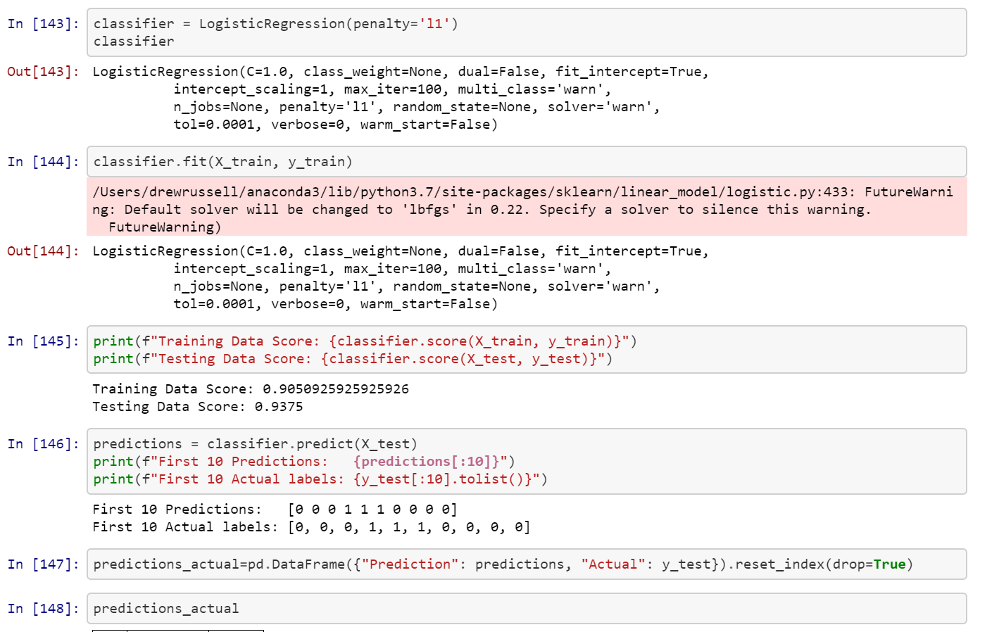 In [143]: classifier = LogisticRegression(penalty='l1')
classifier
Out[143]: LogisticRegression(C=1.0, class_weight=None, dual=False, fit_intercept=True,
intercept_scaling=1, max_iter=100, multi_class='warn',
n_jobs=None, penalty='l1', random_state=None, solver='warn',
tol=0.0001, verbose=0, warm_start=False)
In [144]: classifier.fit(X_train, y_train)
/Users/drewrussell/anaconda3/lib/python3.7/site-packages/sklearn/linear_model/logistic.py:433: FutureWarni
ng: Default solver will be changed to 'lbfgs' in 0.22. Specify a solver to silence this warning.
FutureWarning)
Out[144]: LogisticRegression(C=1.0, class_weight=None, dual=False, fit_intercept=True,
intercept_scaling=1, max_iter=100, multi_class='warn',
n_jobs=None, penalty='l1', random_state=None, solver='warn',
tol=0.0001, verbose=0, warm_start=False)
In [145]: print(f"Training Data Score: {classifier.score(X_train, y_train)}")
print(f"Testing Data Score: {classifier.score(X_test, y_test)}")
Training Data Score: 0.9050925925925926
Testing Data Score: 0.9375
In [146]: predictions = classifier.predict(X_test)
print(f"First 10 Predictions:   {predictions[:10]}")
print(f"First 10 Actual labels: {y_test[:10].tolist()}")
First 10 Predictions:   [0 0 0 1 1 1 0 0 0 0]
First 10 Actual labels: [0, 0, 0, 1, 1, 1, 0, 0, 0, 0]
In [147]: predictions_actual=pd.DataFrame({"Prediction": predictions, "Actual": y_test}).reset_index(drop=True)
In [148]: predictions_actual